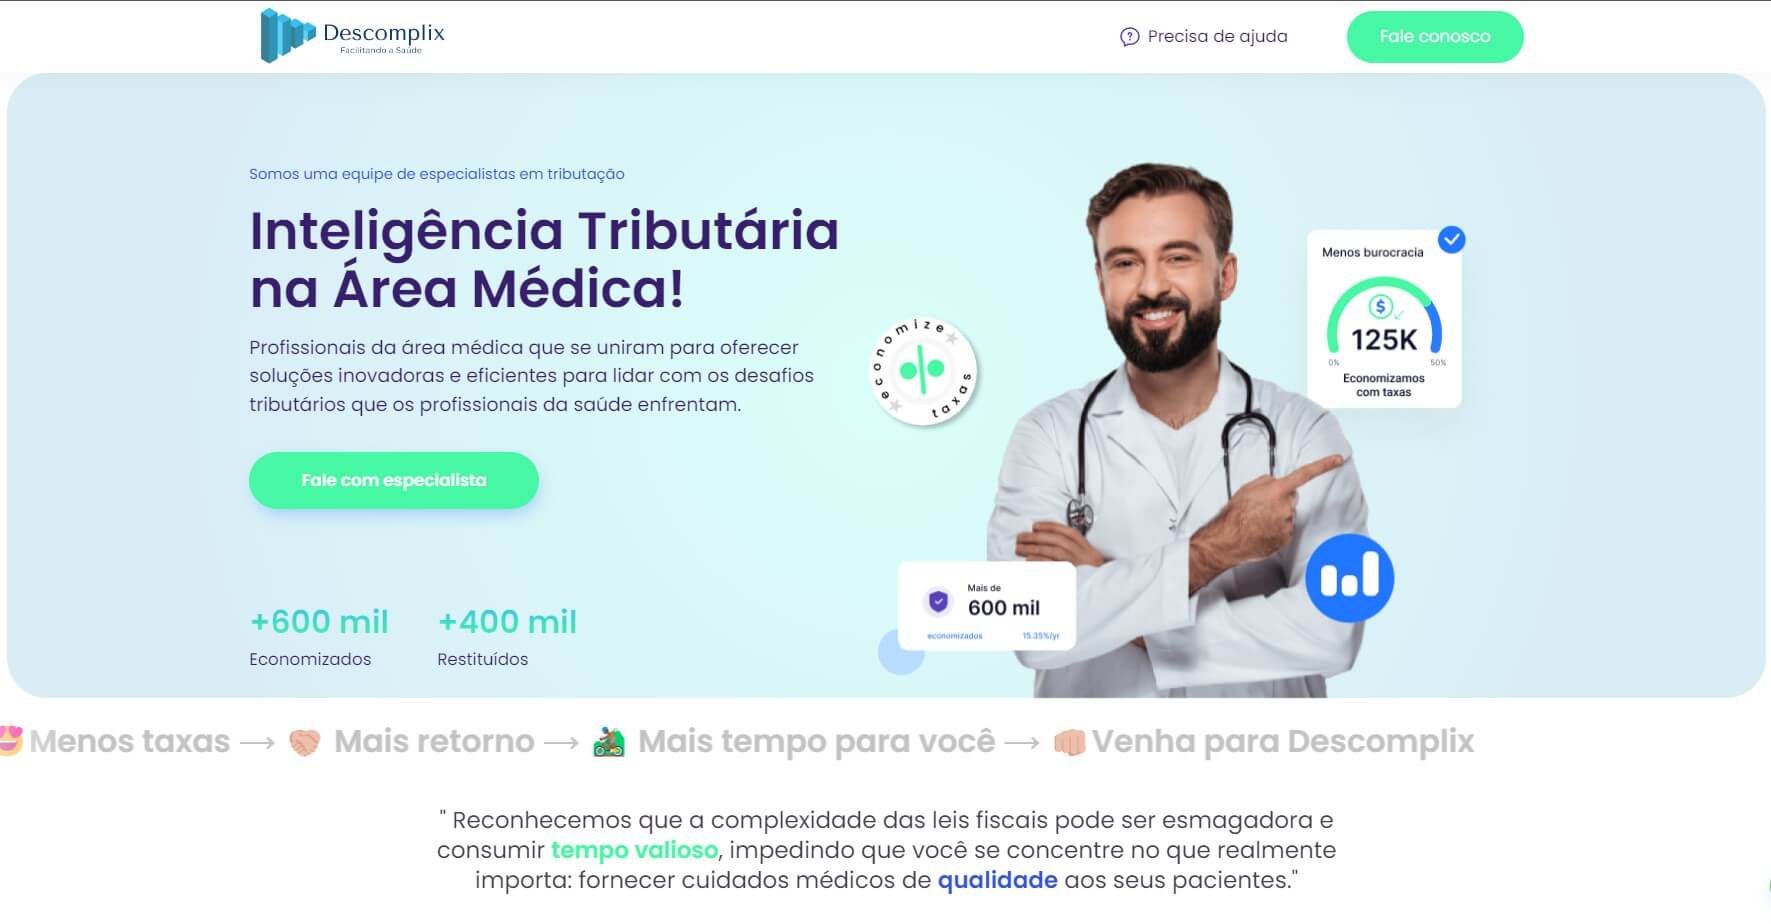 Descomplix
Facilitando a Saúde
Precisa de ajuda
Fale conosco
Somos uma equipe de especialistas em tributação
Inteligência Tributária
na Área Médica!
Profissionais da área médica que se uniram para oferecer
soluções inovadoras e eficientes para lidar com os desafios
tributários que os profissionais da saúde enfrentam.
Fale com especialista
+600 mil
Economizados
+400 mil
Restituídos
economize
taxas
Menos burocracia
$
125K
0%
50%
Economizamos
com taxas
Mais de
600 mil
economizados
15.35%/yr
Menos taxas → Mais retorno → Mais tempo para você → Venha para Descomplix
" Reconhecemos que a complexidade das leis fiscais pode ser esmagadora e
consumir tempo valioso, impedindo que você se concentre no que realmente
importa: fornecer cuidados médicos de qualidade aos seus pacientes."